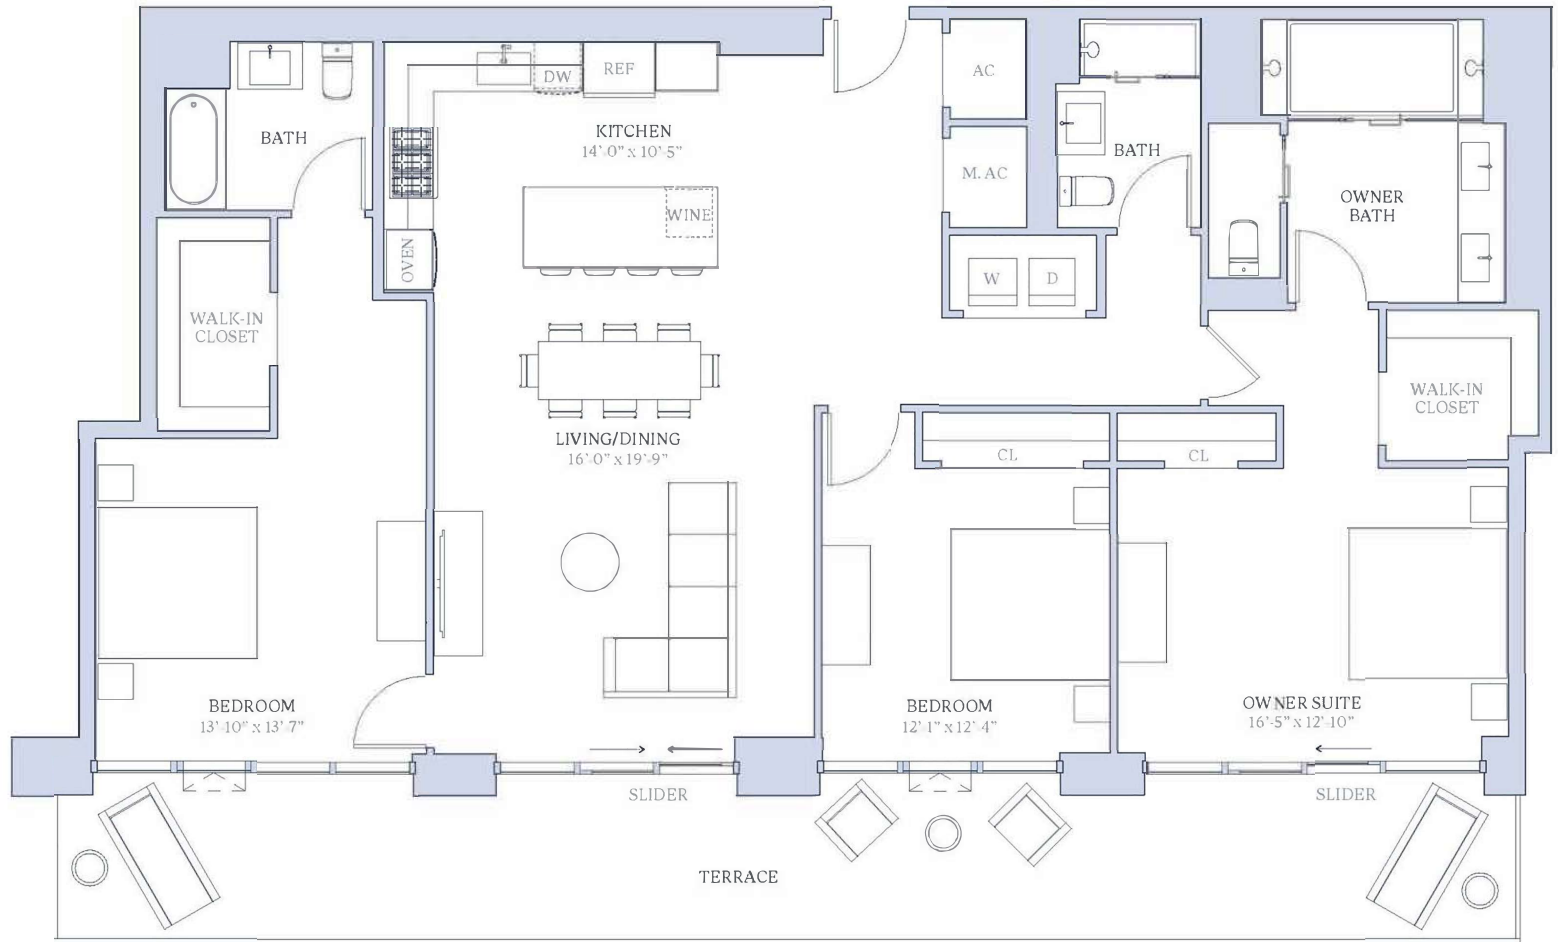 BATH
DW
REF
KITCHEN
14'-0" x 10'-5"
WINE
OVEN
AC
M. AC
BATH
OWNER
BATH
W
D
WALK-IN
CLOSET
WALK-IN
CLOSET
LIVING/DINING
16'-0" x 19'-9"
CL
CL
BEDROOM
13'-10" x 13'-7"
BEDROOM
12'-1" x 12'-4"
OWNER SUITE
16'-5" x 12'-10"
SLIDER
SLIDER
TERRACE